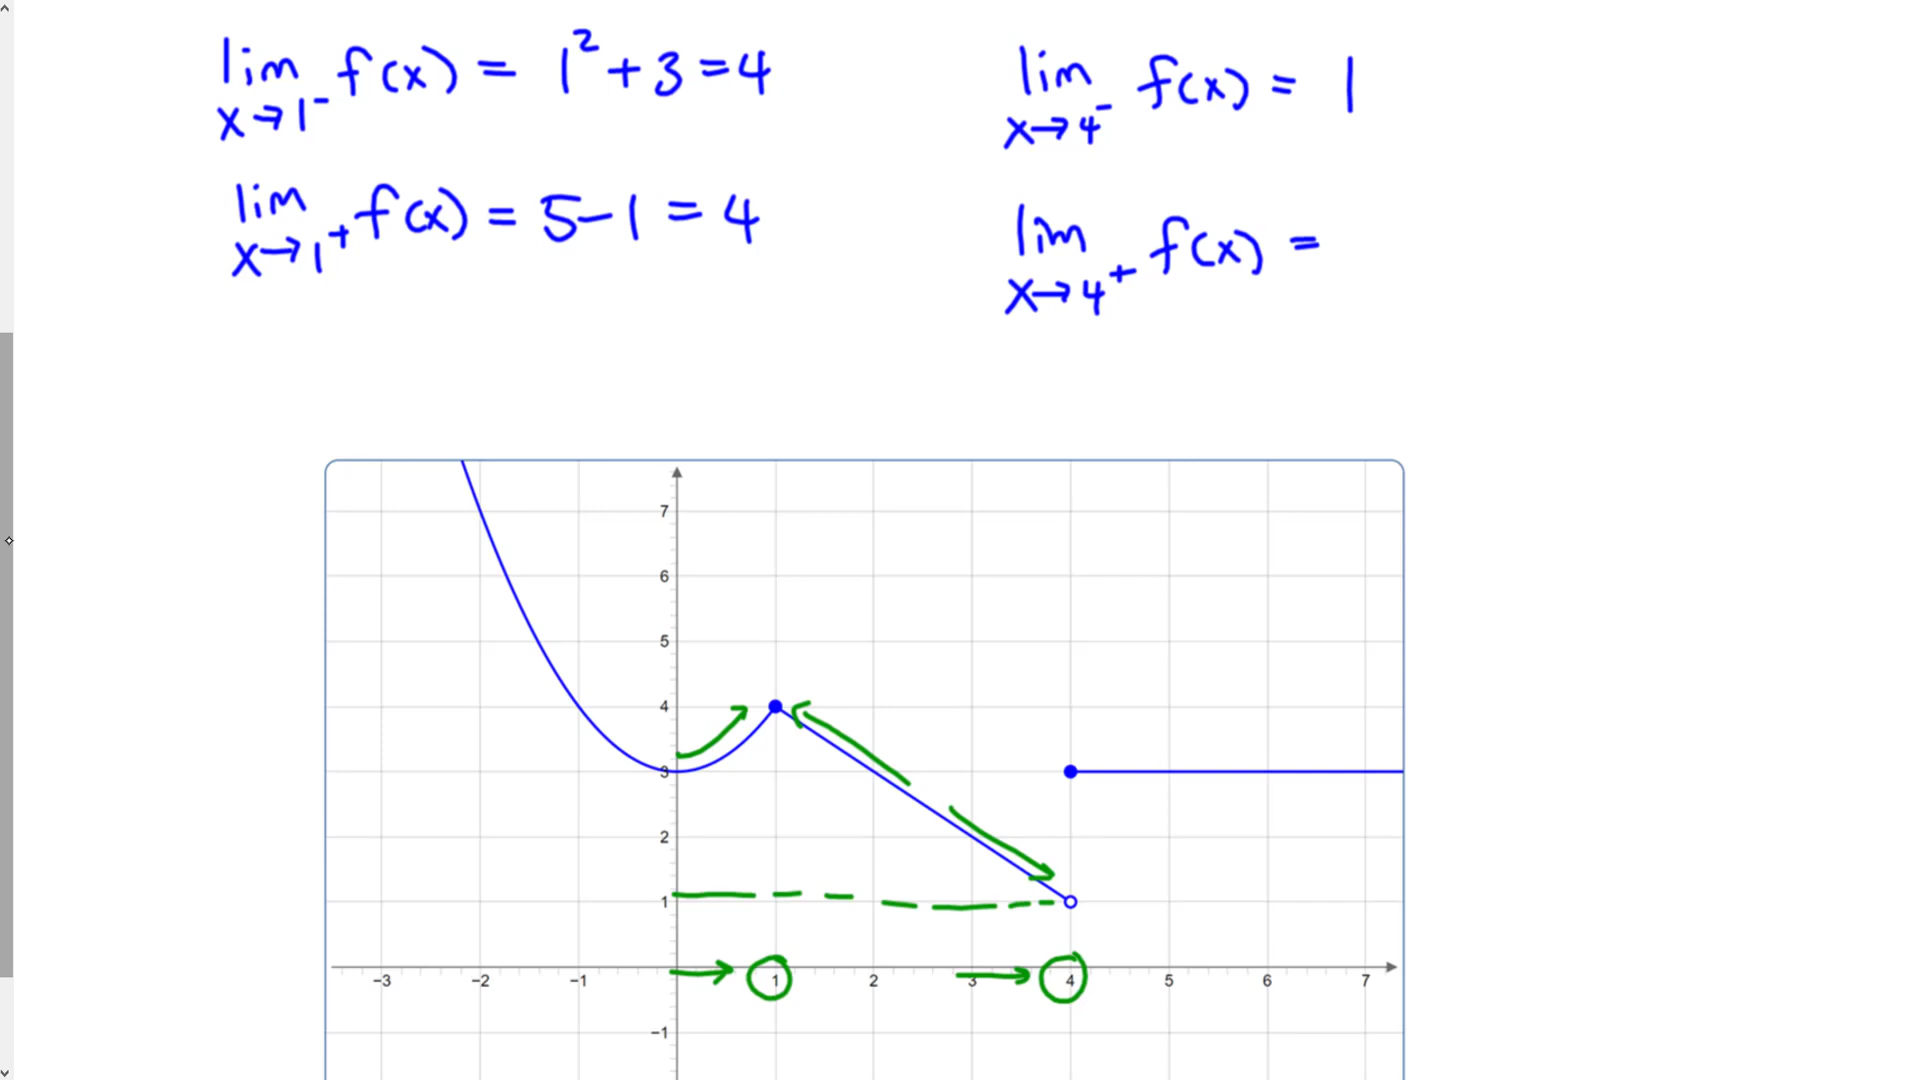 lim f(x) = 1² + 3 = 4
x→1⁻
lim f(x) = 5 − 1 = 4
x→1⁺
lim f(x) = 1
x→4⁻
lim f(x) =
x→4⁺
7
6
5
4
3
2
1
−3 −2 −1 1 2 3 4 5 6 7
−1